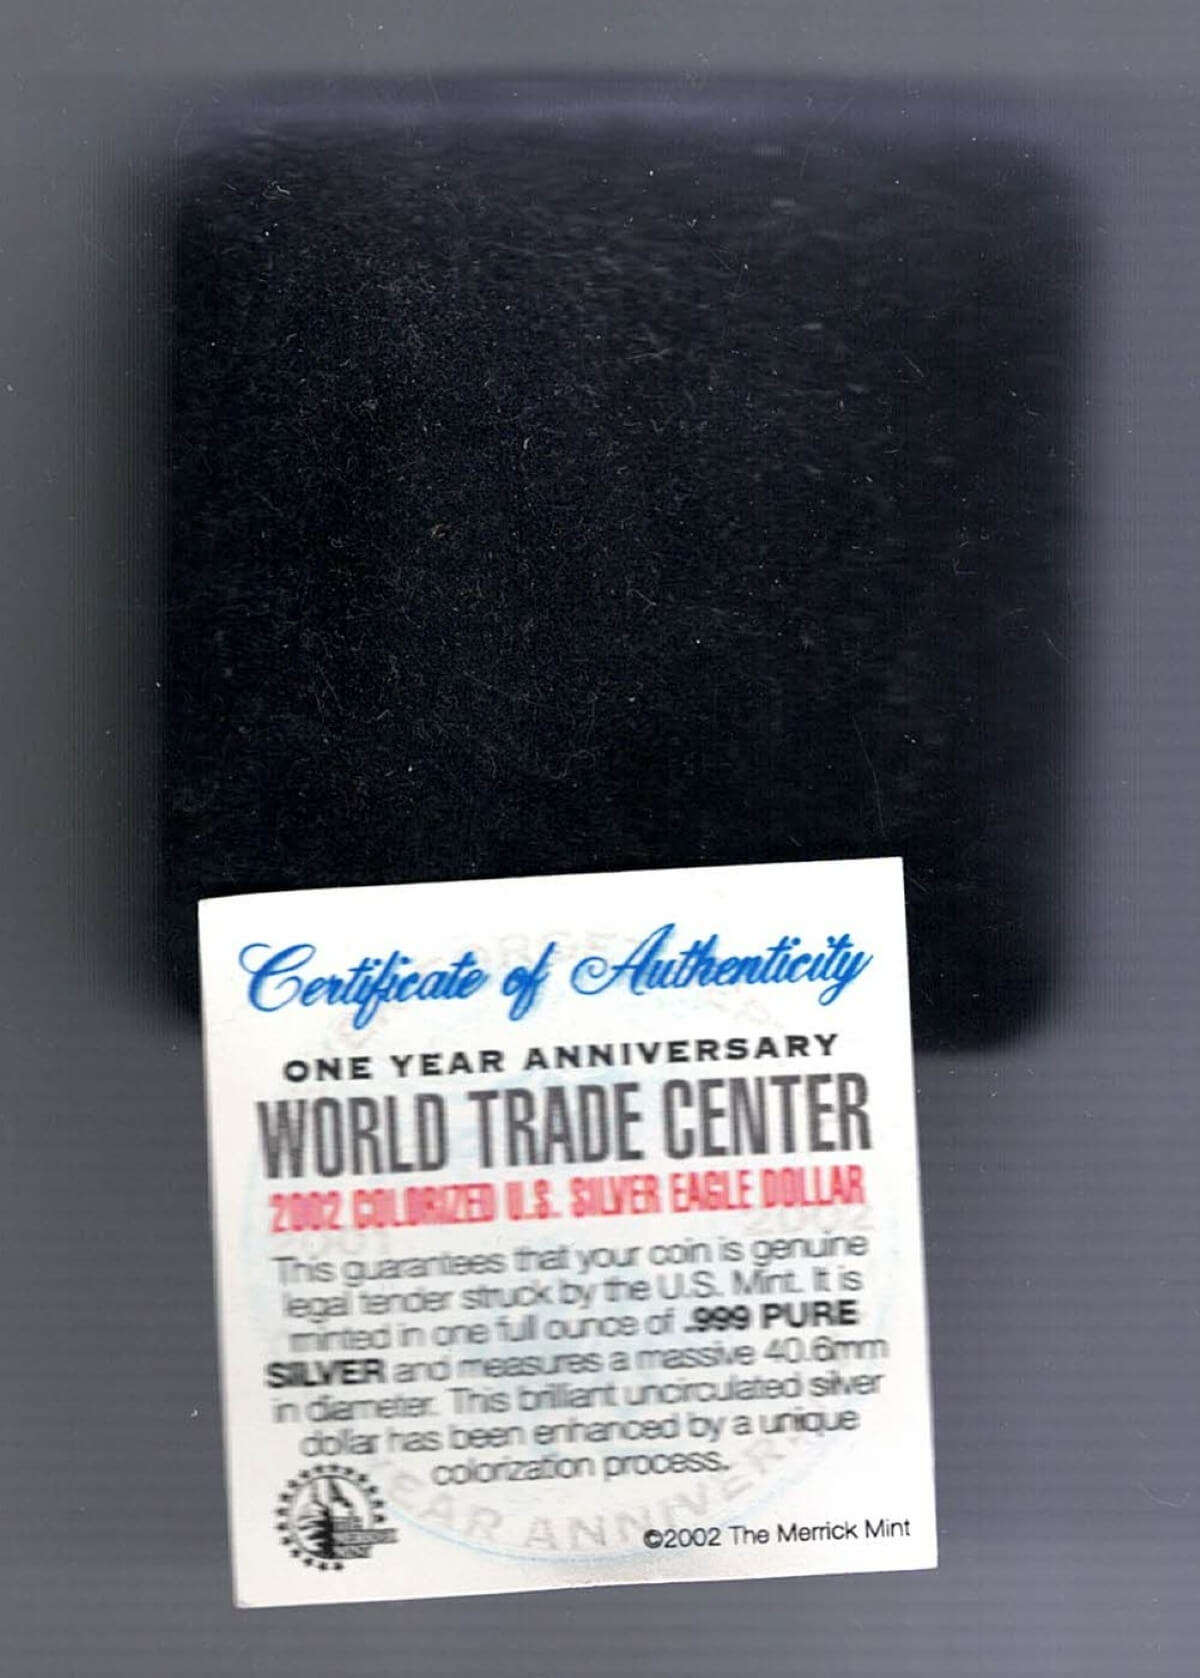 Certificate of Authenticity
ONE YEAR ANNIVERSARY
WORLD TRADE CENTER
2002 COLORIZED U.S. SILVER EAGLE DOLLAR
This guarantees that your coin is genuine
legal tender struck by the U.S. Mint. It is
minted in one full ounce of .999 PURE
SILVER and measures a massive 40.6mm
in diameter. This brilliant uncirculated silver
dollar has been enhanced by a unique
colorization process.
YEAR ANNIVERS
©2002 The Merrick Mint